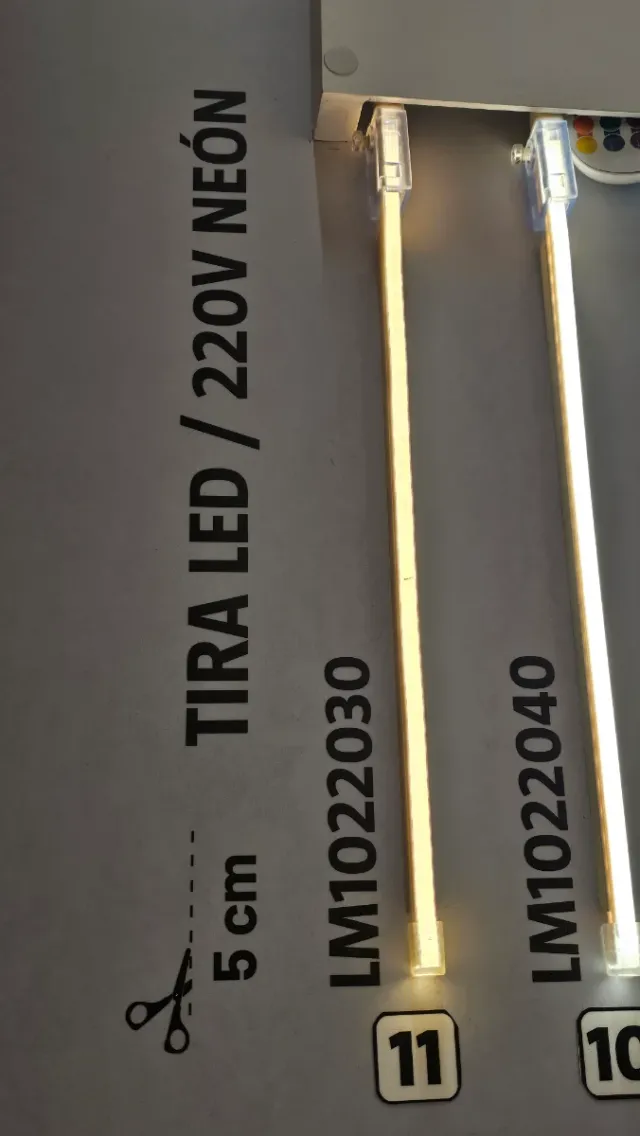 TIRA LED / 220V NEÓN
5 cm
LM1022030
LM1022040
11
10